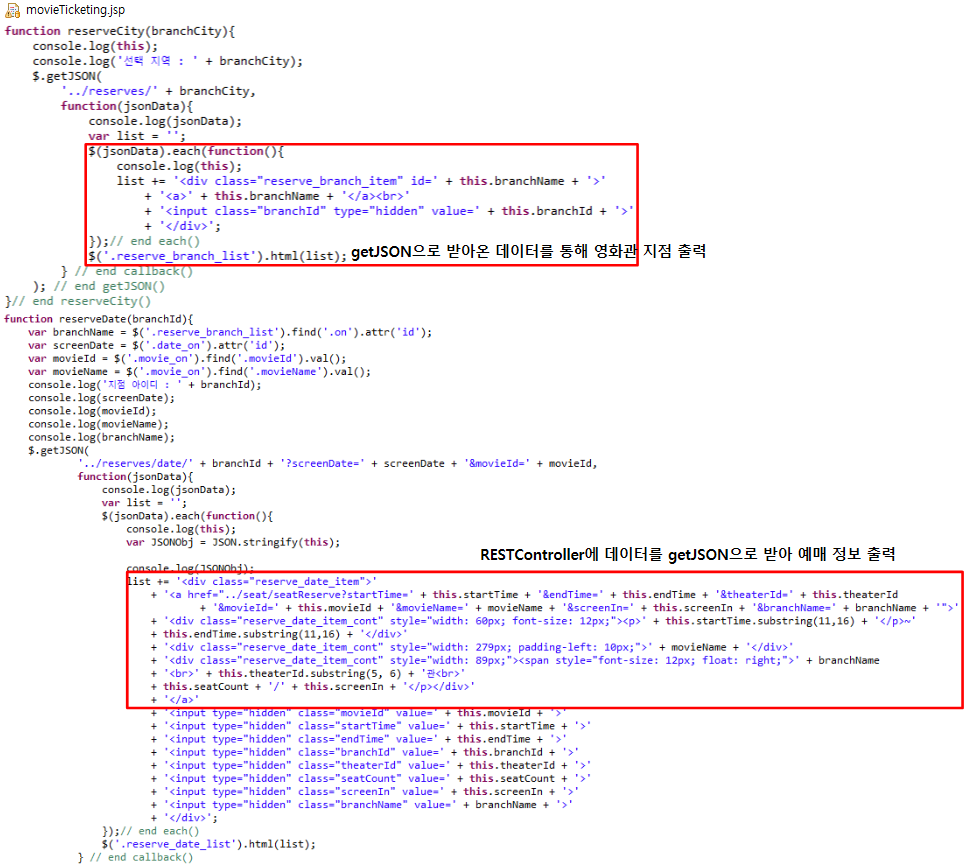 movieTicketing.jsp
function reserveCity(branchCity){
console.log(this);
console.log('선택 지역 : ' + branchCity);
$.getJSON(
'../reserves/' + branchCity,
function(jsonData){
console.log(jsonData);
var list = '';
$(jsonData).each(function(){
console.log(this);
list += '<div class="reserve_branch_item" id=' + this.branchName + '>'
+ '<a>' + this.branchName + '</a><br>'
+ '<input class="branchId" type="hidden" value=' + this.branchId + '>'
+ '</div>';
});// end each()
$('.reserve_branch_list').html(list); getJSON으로 받아온 데이터를 통해 영화관 지점 출력
} // end callback()
); // end getJSON()
}// end reserveCity()
function reserveDate(branchId){
var branchName = $('.reserve_branch_list').find('.on').attr('id');
var screenDate = $('.date_on').attr('id');
var movieId = $('.movie_on').find('.movieId').val();
var movieName = $('.movie_on').find('.movieName').val();
console.log('지점 아이디 : ' + branchId);
console.log(screenDate);
console.log(movieId);
console.log(movieName);
console.log(branchName);
$.getJSON(
'../reserves/date/' + branchId + '?screenDate=' + screenDate + '&movieId=' + movieId,
function(jsonData){
console.log(jsonData);
var list = '';
$(jsonData).each(function(){
console.log(this);
var JSONObj = JSON.stringify(this);
RESTController에 데이터를 getJSON으로 받아 예매 정보 출력
console.log(JSONObj);
list += '<div class="reserve_date_item">'
+ '<a href="../seat/seatReserve?startTime=' + this.startTime + '&endTime=' + this.endTime + '&theaterId=' + this.theaterId
+ '&movieId=' + this.movieId + '&movieName=' + movieName + '&screenIn=' + this.screenIn + '&branchName=' + branchName + '">'
+ '<div class="reserve_date_item_cont" style="width: 60px; font-size: 12px;"><p>' + this.startTime.substring(11,16) + '</p>~'
+ this.endTime.substring(11,16) + '</div>'
+ '<div class="reserve_date_item_cont" style="width: 279px; padding-left: 10px;">' + movieName + '</div>'
+ '<div class="reserve_date_item_cont" style="width: 89px;"><span style="font-size: 12px; float: right;">' + branchName
+ '<br>' + this.theaterId.substring(5, 6) + '관<br>'
+ this.seatCount + '/' + this.screenIn + '</p></div>'
+ '</a>'
+ '<input type="hidden" class="movieId" value=' + this.movieId + '>'
+ '<input type="hidden" class="startTime" value=' + this.startTime + '>'
+ '<input type="hidden" class="endTime" value=' + this.endTime + '>'
+ '<input type="hidden" class="branchId" value=' + this.branchId + '>'
+ '<input type="hidden" class="theaterId" value=' + this.theaterId + '>'
+ '<input type="hidden" class="seatCount" value=' + this.seatCount + '>'
+ '<input type="hidden" class="screenIn" value=' + this.screenIn + '>'
+ '<input type="hidden" class="branchName" value=' + branchName + '>'
+ '</div>';
});// end each()
$('.reserve_date_list').html(list);
} // end callback()